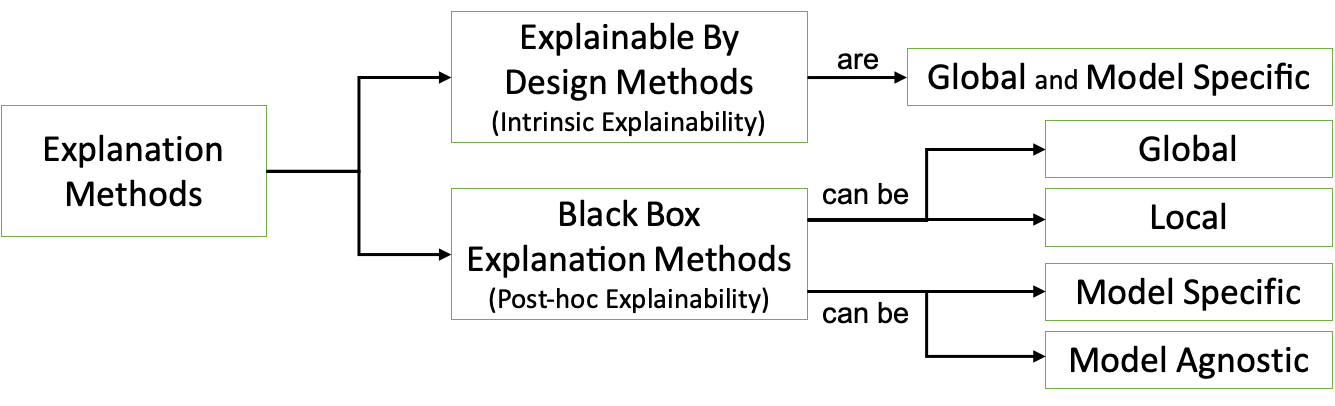 Explanation
Methods
Explainable By
Design Methods
(Intrinsic Explainability)
are
Global and Model Specific
Black Box
Explanation Methods
(Post-hoc Explainability)
can be
Global
Local
can be
Model Specific
Model Agnostic